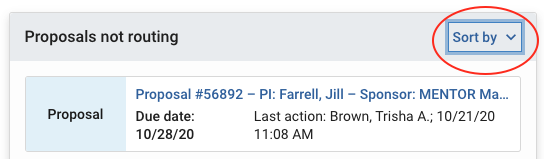 Proposals not routing
Sort by
Proposal
Proposal #56892 – PI: Farrell, Jill – Sponsor: MENTOR Ma...
Due date:
10/28/20
Last action: Brown, Trisha A.; 10/21/20
11:08 AM